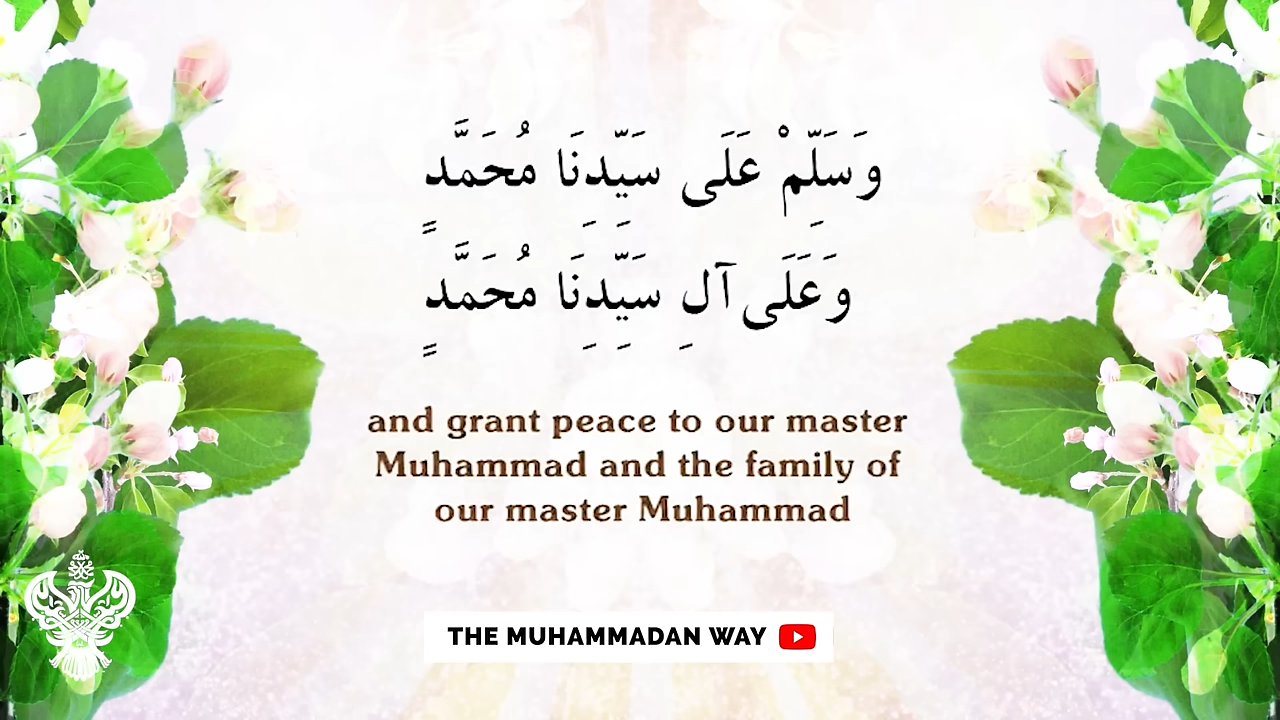 وَسَلِّمْ عَلَى سَيِّدِنَا مُحَمَّدٍ
وَعَلَى آلِ سَيِّدِنَا مُحَمَّدٍ
and grant peace to our master
Muhammad and the family of
our master Muhammad
THE MUHAMMADAN WAY